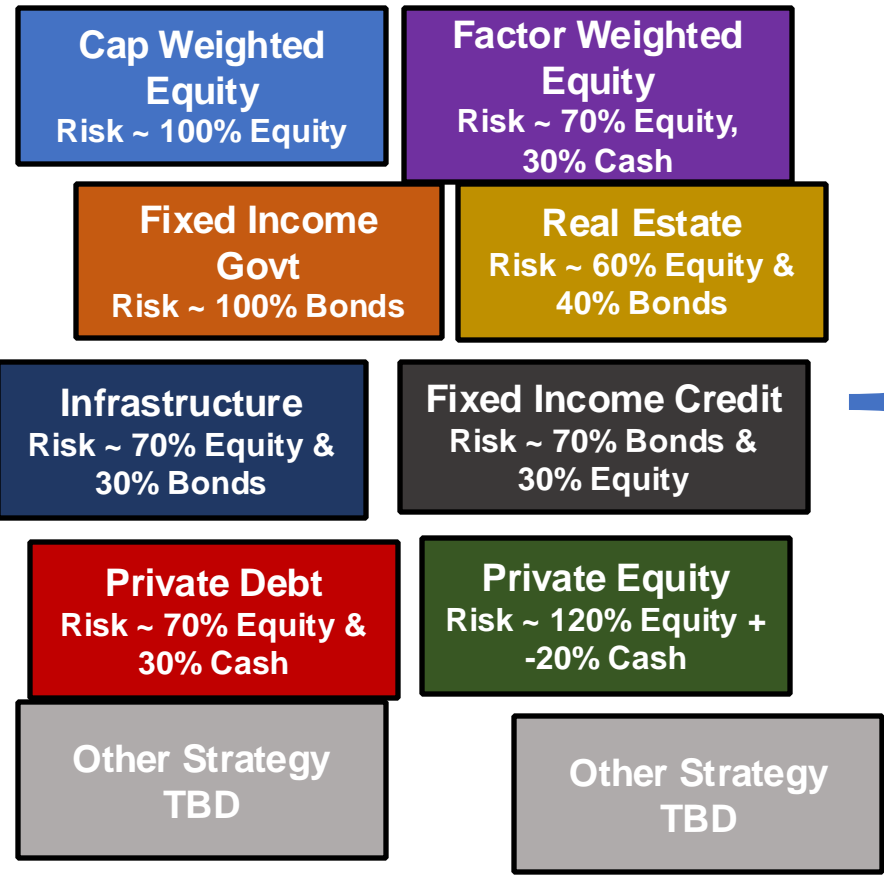 Cap Weighted
Equity
Risk ~ 100% Equity
Factor Weighted
Equity
Risk ~ 70% Equity,
30% Cash
Fixed Income
Govt
Risk ~ 100% Bonds
Real Estate
Risk ~ 60% Equity &
40% Bonds
Infrastructure
Risk ~ 70% Equity &
30% Bonds
Fixed Income Credit
Risk ~ 70% Bonds &
30% Equity
Private Debt
Risk ~ 70% Equity &
30% Cash
Private Equity
Risk ~ 120% Equity +
-20% Cash
Other Strategy
TBD
Other Strategy
TBD